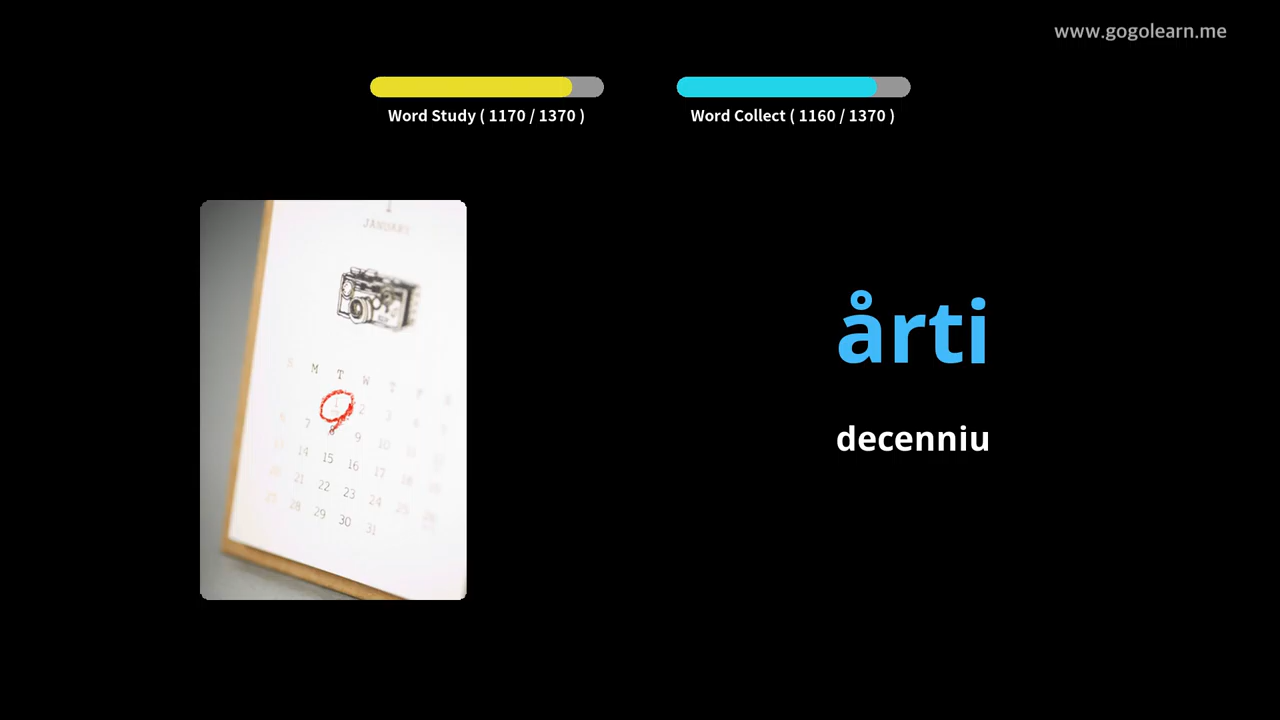 www.gogolearn.me
Word Study ( 1170 / 1370 )
Word Collect ( 1160 / 1370 )
JANUARY
S M T W T F S
1 2 3 4 5
6 7 8 9 10 11 12
13 14 15 16 17 18 19
20 21 22 23 24 25 26
27 28 29 30 31
årti
decenniu